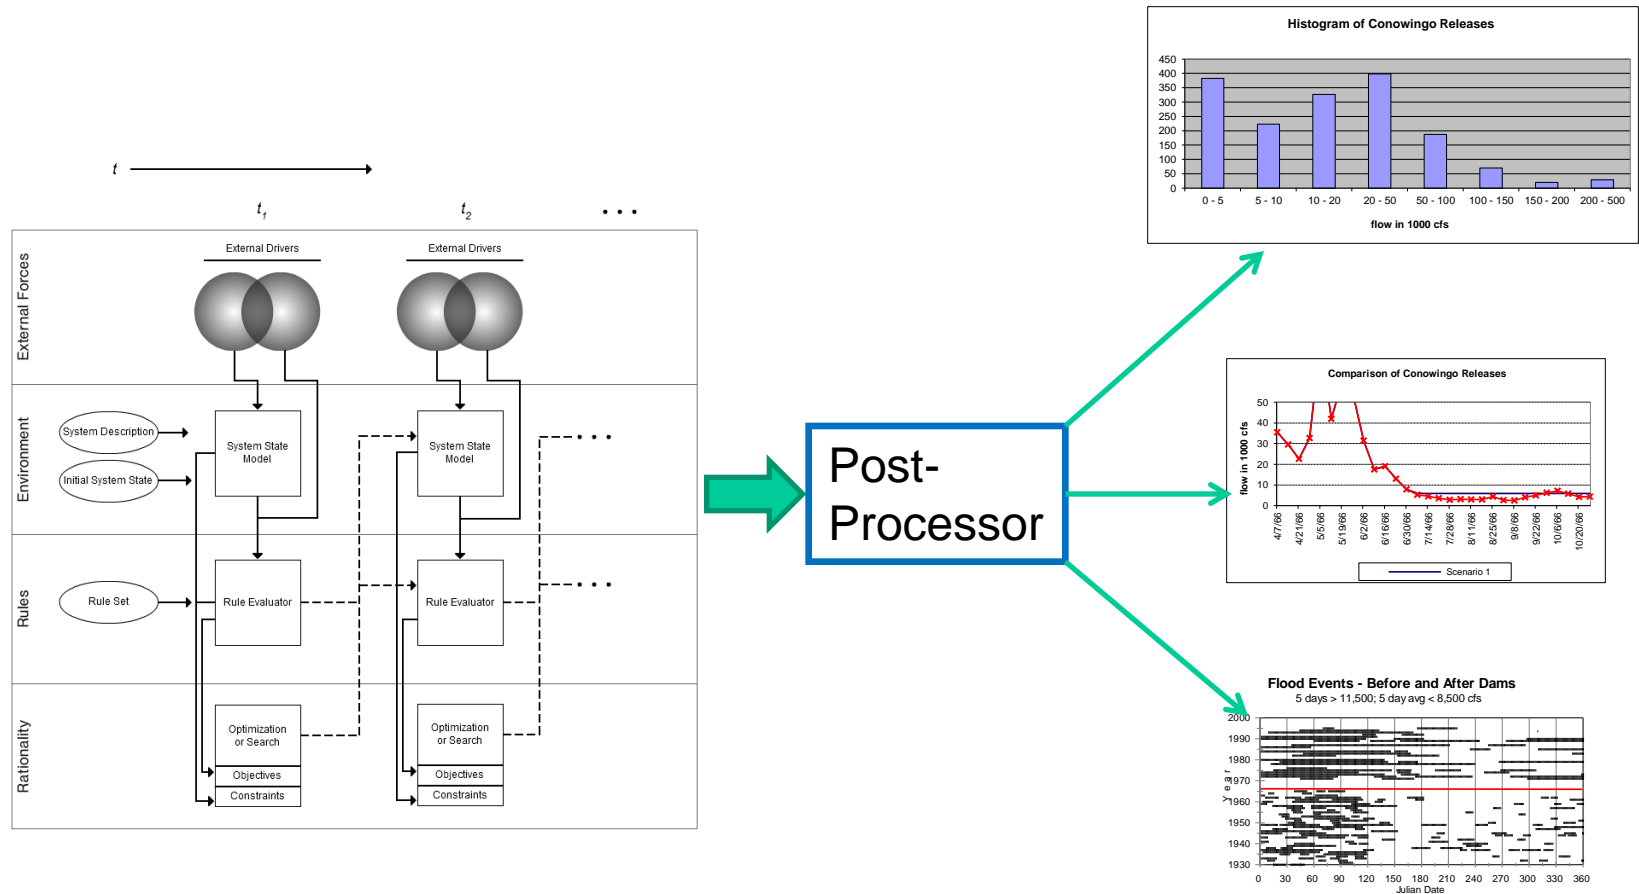 t
t1
t2
• • •
External Forces
External Drivers
External Drivers
Environment
System Description
Initial System State
System State
Model
System State
Model
• • •
Rules
Rule Set
Rule Evaluator
Rule Evaluator
• • •
Rationality
Optimization
or Search
Objectives
Constraints
Optimization
or Search
Objectives
Constraints
Post-
Processor
Histogram of Conowingo Releases
450
400
350
300
250
200
150
100
50
0
0 - 5 5 - 10 10 - 20 20 - 50 50 - 100 100 - 150 150 - 200 200 - 500
flow in 1000 cfs
Comparison of Conowingo Releases
flow in 1000 cfs
50
40
30
20
10
0
4/7/66 4/21/66 5/5/66 5/19/66 6/2/66 6/16/66 6/30/66 7/14/66 7/28/66 8/11/66 8/25/66 9/8/66 9/22/66 10/6/66 10/20/66
Scenario 1
Flood Events - Before and After Dams
5 days > 11,500; 5 day avg < 8,500 cfs
Year
2000
1990
1980
1970
1960
1950
1940
1930
0 30 60 90 120 150 180 210 240 270 300 330 360
Julian Date